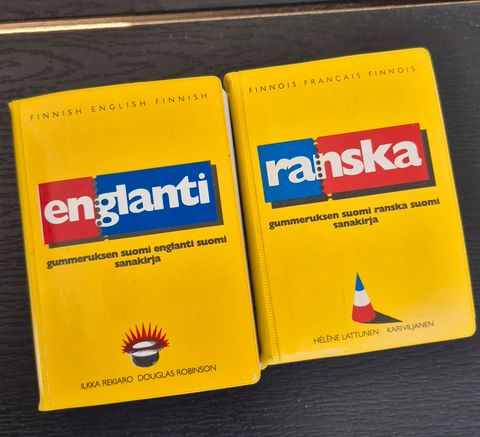 FINNISH ENGLISH FINNISH
englanti
gummeruksen suomi englanti suomi
sanakirja
ILKKA REKIARO DOUGLAS ROBINSON
FINNOIS FRANÇAIS FINNOIS
ranska
gummeruksen suomi ranska suomi
sanakirja
HÉLÈNE LATTUNEN KARI VILJANEN